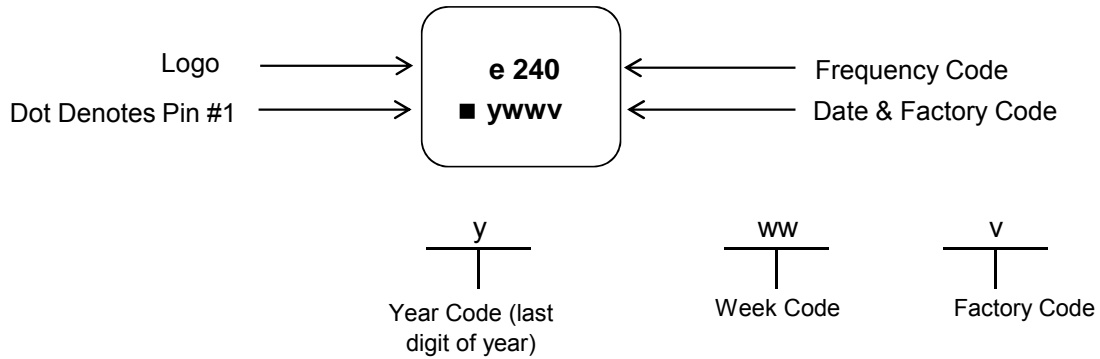 Logo
e 240
Frequency Code
Dot Denotes Pin #1
■ ywwv
Date & Factory Code
y
ww
v
Year Code (last
digit of year)
Week Code
Factory Code